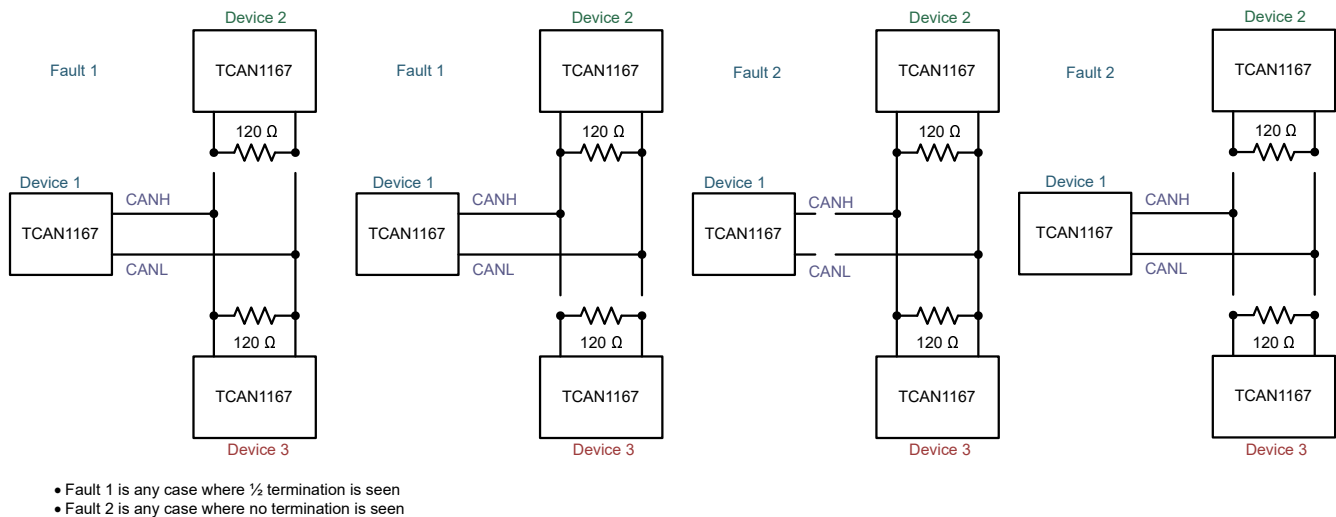 Device 2
Fault 1
TCAN1167
120 Ω
Device 1
CANH
TCAN1167
CANL
120 Ω
TCAN1167
Device 3
Device 2
Fault 1
TCAN1167
120 Ω
Device 1
CANH
TCAN1167
CANL
120 Ω
TCAN1167
Device 3
Device 2
Fault 2
TCAN1167
120 Ω
Device 1
CANH
TCAN1167
CANL
120 Ω
TCAN1167
Device 3
Device 2
Fault 2
TCAN1167
120 Ω
Device 1
CANH
TCAN1167
CANL
120 Ω
TCAN1167
Device 3
• Fault 1 is any case where ½ termination is seen
• Fault 2 is any case where no termination is seen